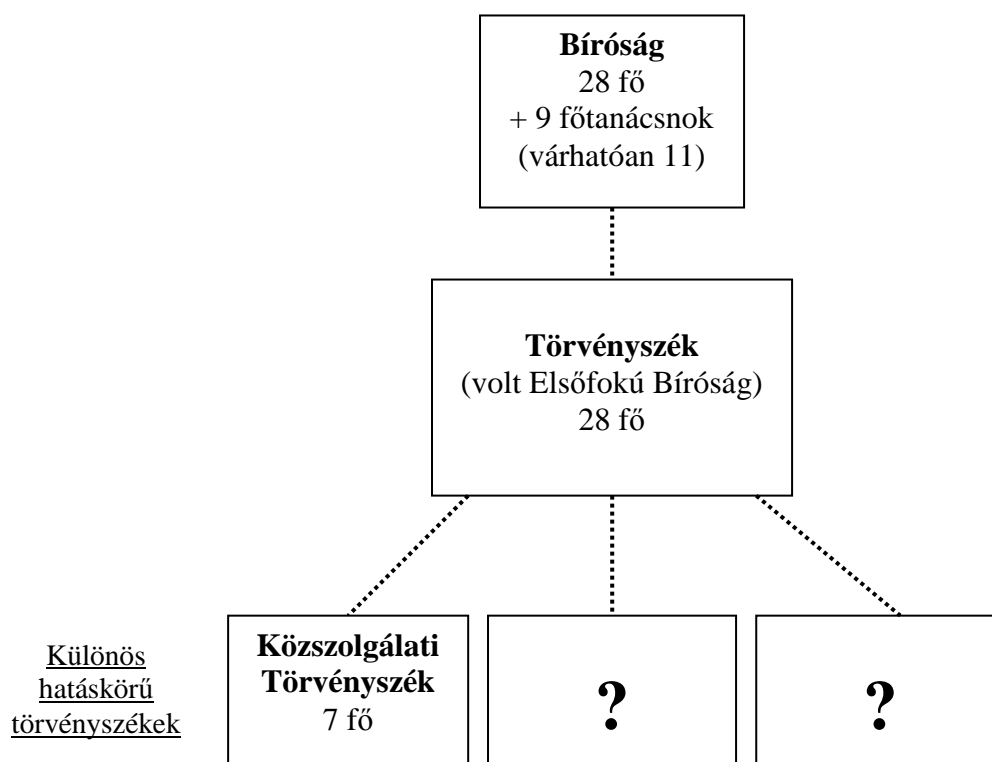 Bíróság
28 fő
+ 9 főtanácsnok
(várhatóan 11)
Törvényszék
(volt Elsőfokú Bíróság)
28 fő
Különös
hatáskörű
törvényszékek
Közszolgálati
Törvényszék
7 fő
?
?